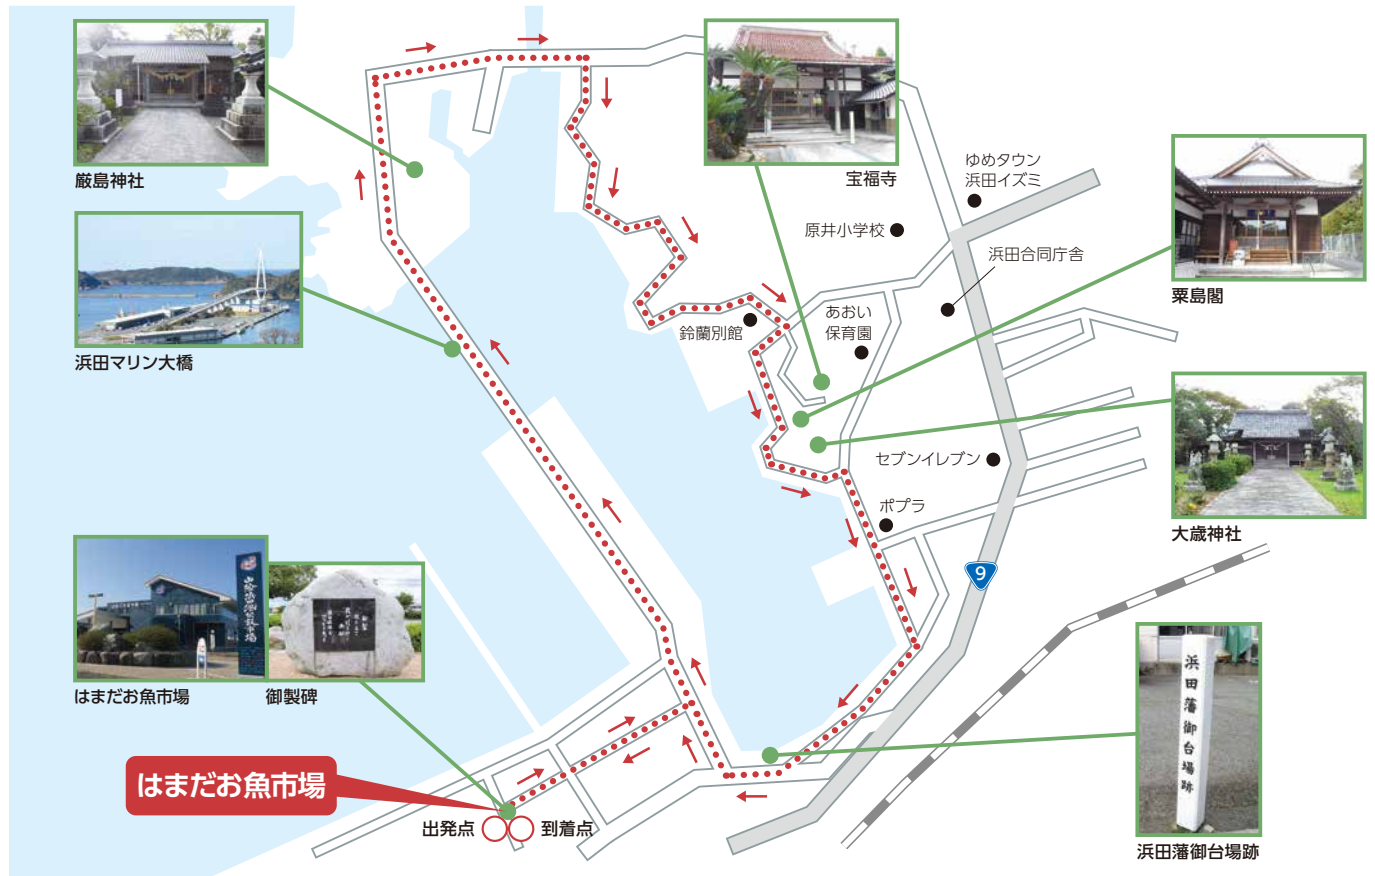 厳島神社
浜田マリン大橋
はまだお魚市場
御製碑
はまだお魚市場
出発点
到着点
宝福寺
ゆめタウン
浜田イズミ
原井小学校
浜田合同庁舎
粟島閣
あおい
保育園
鈴蘭別館
セブンイレブン
ポプラ
大歳神社
9
浜田藩御台場跡
浜田藩御台場跡